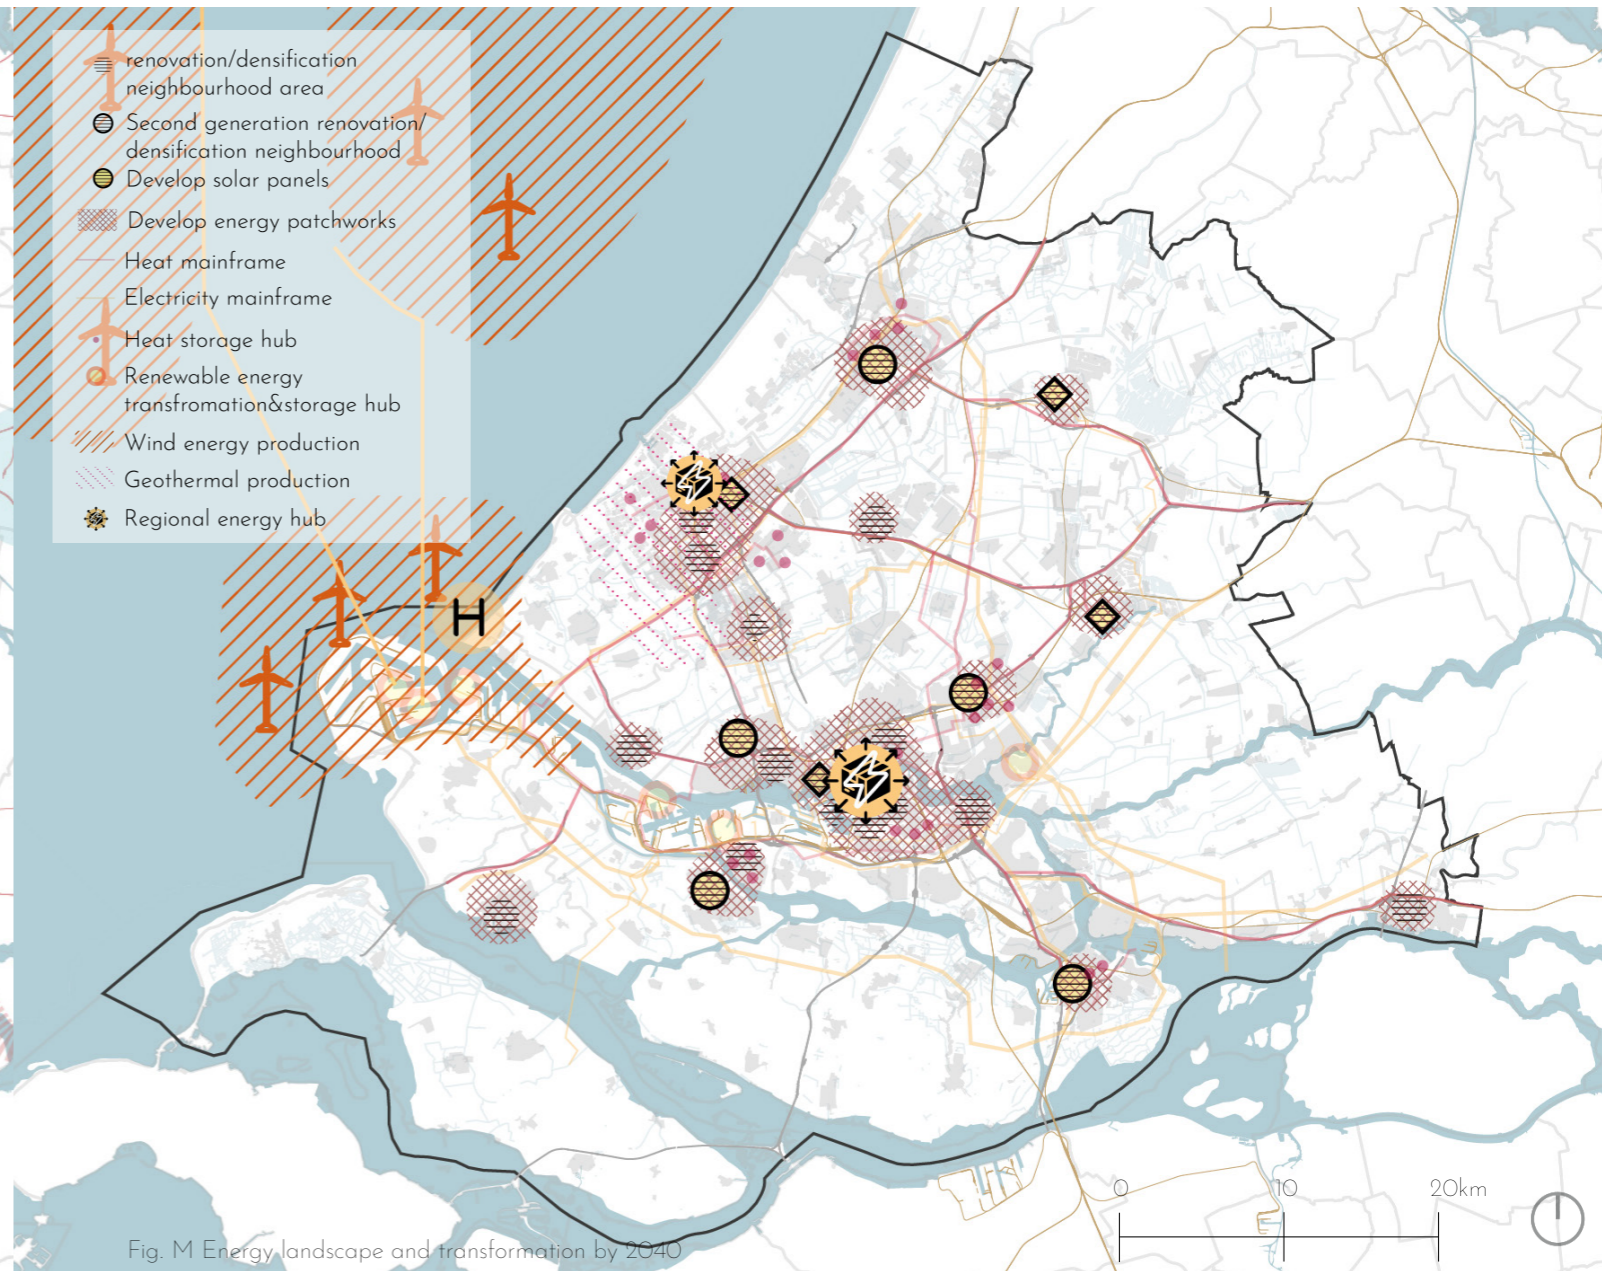 renovation/densification
neighbourhood area
Second generation renovation/
densification neighbourhood
Develop solar panels
Develop energy patchworks
Heat mainframe
Electricity mainframe
Heat storage hub
Renewable energy
transfromation&storage hub
Wind energy production
Geothermal production
Regional energy hub
H
0 10 20km
Fig. M Energy landscape and transformation by 2040